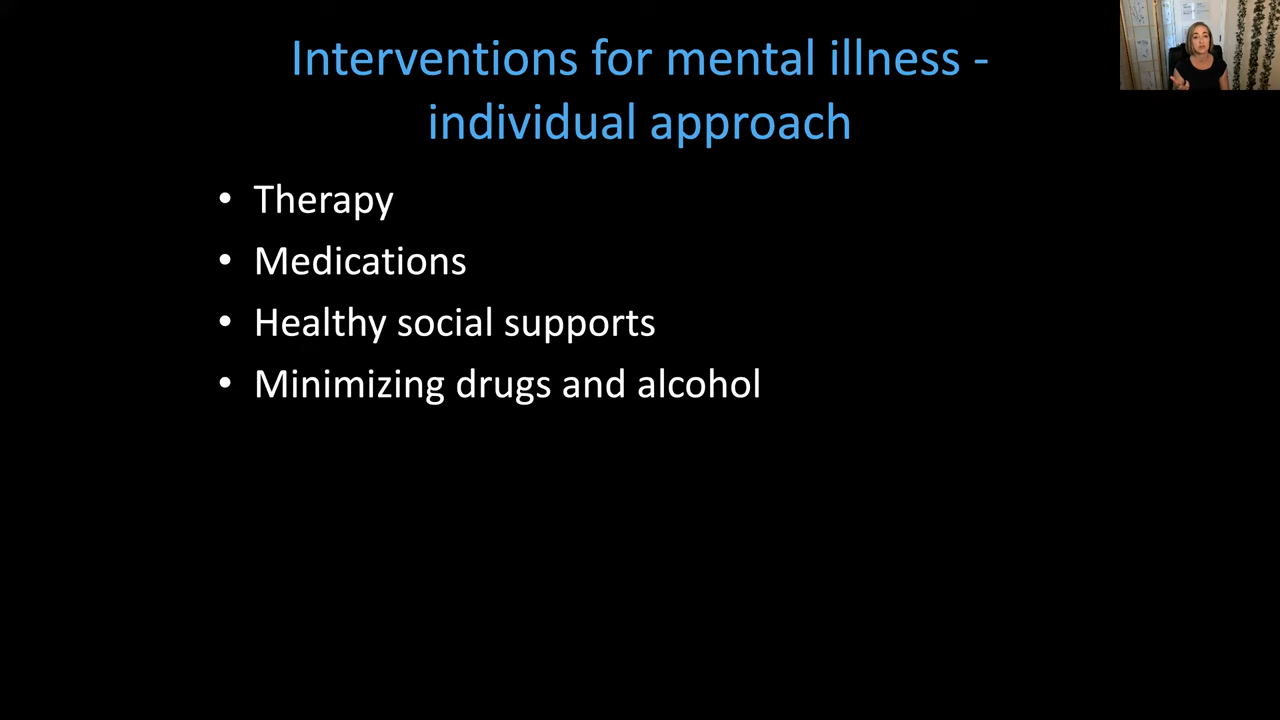 Interventions for mental illness -
individual approach
• Therapy
• Medications
• Healthy social supports
• Minimizing drugs and alcohol